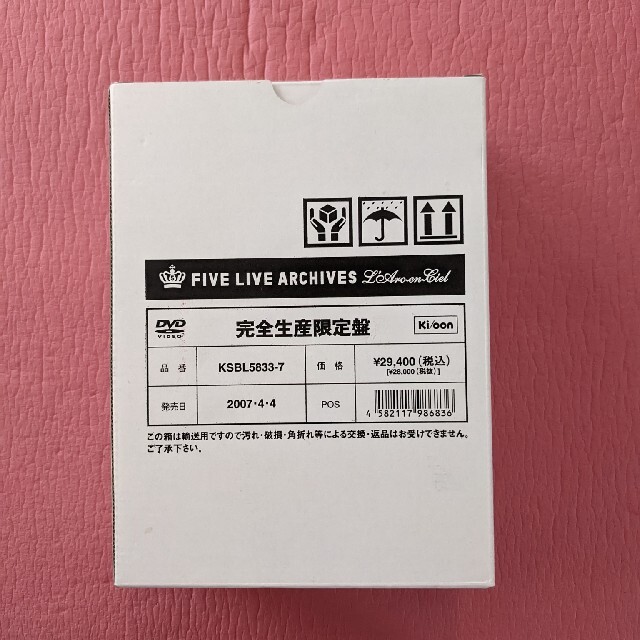 FIVE LIVE ARCHIVES L'Arc-en-Ciel
DVD VIDEO 完全生産限定盤 Ki/oon
品番 KSBL5833-7 価格 ¥29,400(税込) [¥28,000(税抜)]
発売日 2007・4・4 POS 4 582117 986836
この箱は輸送用ですので汚れ・破損・角折れ等による交換・返品はお受けできません。
ご了承下さい。